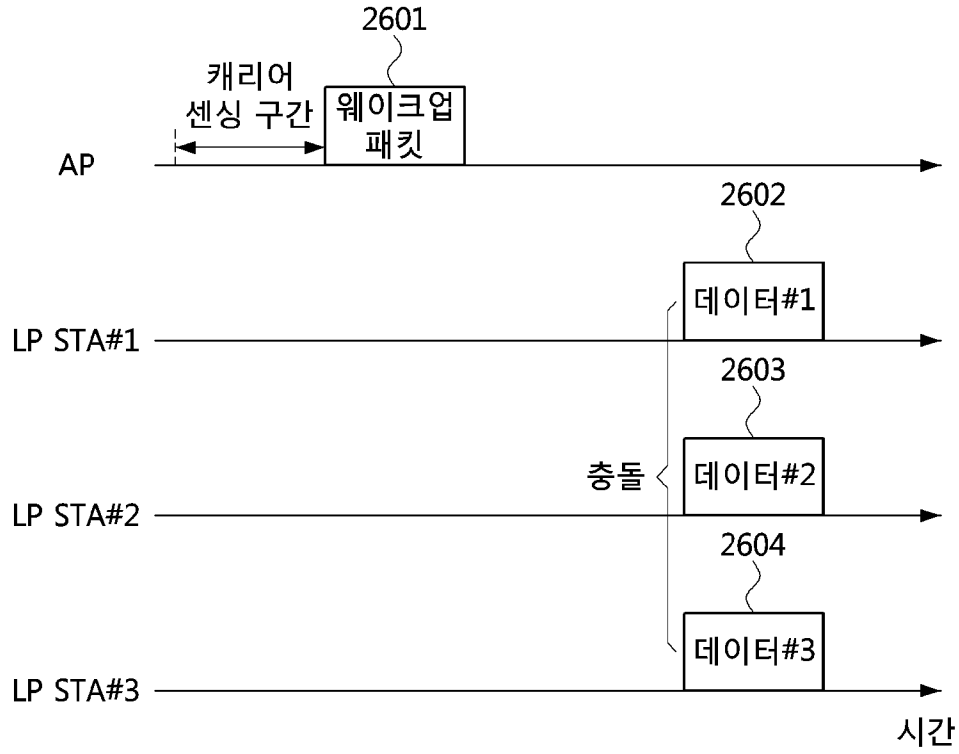 2601
캐리어
센싱 구간
웨이크업
패킷
AP
2602
데이터#1
LP STA#1
2603
충돌
데이터#2
LP STA#2
2604
데이터#3
LP STA#3
시간